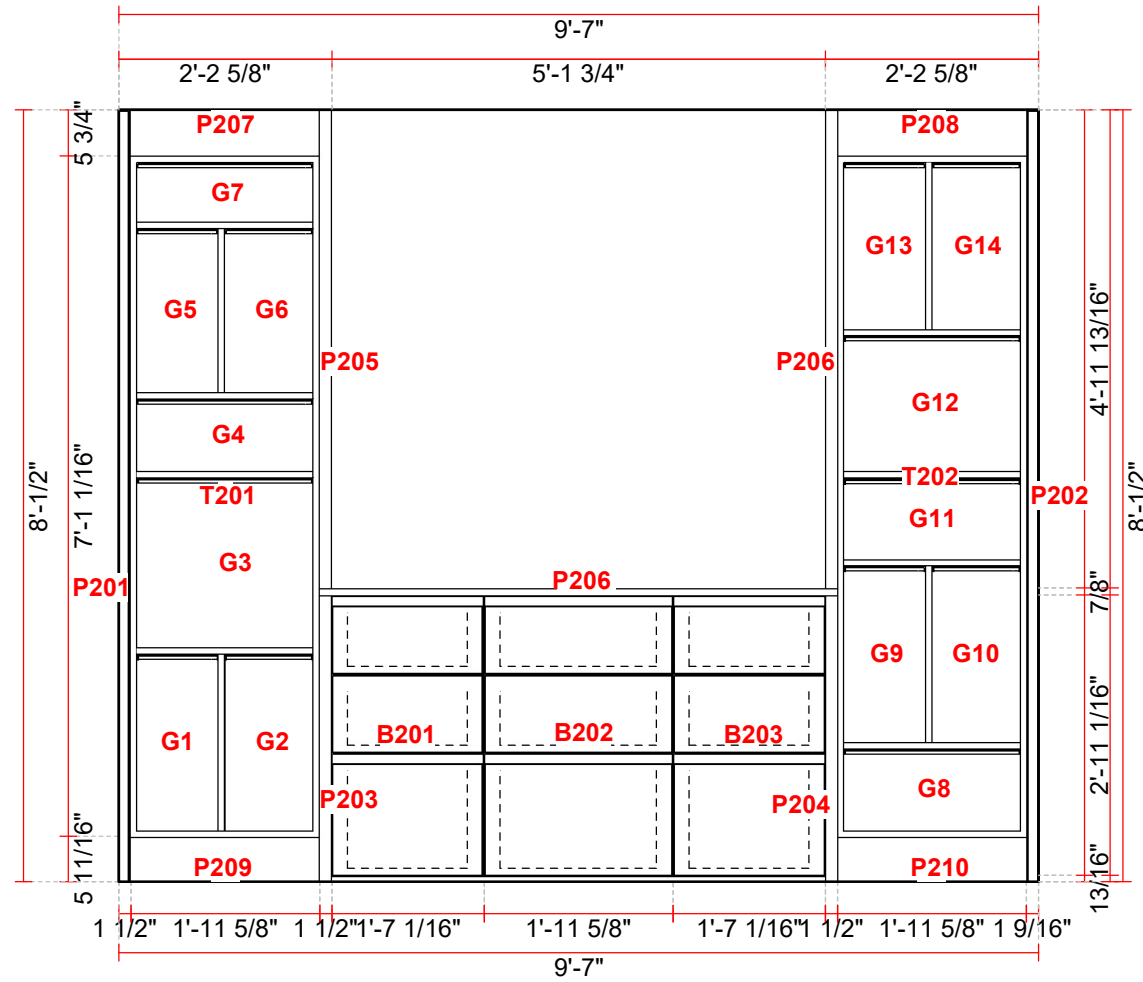 9'-7"
2'-2 5/8" 5'-1 3/4" 2'-2 5/8"
5 3/4"
P207 P208
G7
G13 G14
G5 G6
4'-11 13/16"
P205 P206
G12
G4
T201 T202
7'-1 1/16"
8'-1/2"
P202
8'-1/2"
G11
G3
P201
P206
7/8"
G9 G10
G1 G2
B201 B202 B203
2'-11 1/16"
P203 P204
G8
5 11/16"
P209 P210
13/16"
1 1/2" 1'-11 5/8" 1 1/2" 1'-7 1/16" 1'-11 5/8" 1'-7 1/16" 1 1/2" 1'-11 5/8" 1 9/16"
9'-7"